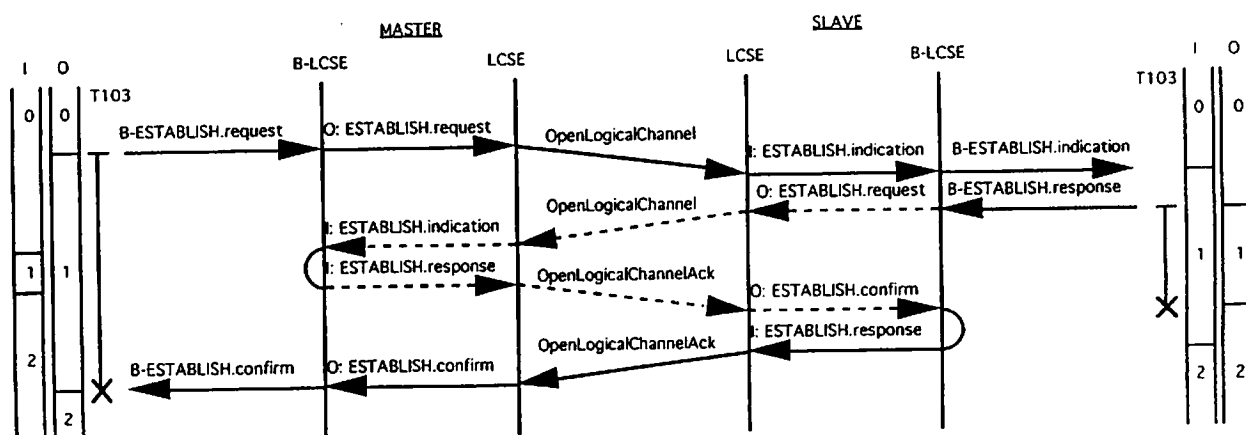 MASTER
SLAVE
B-LCSE
LCSE
LCSE
B-LCSE
I O
I O
T103
T103
0 0
0 0
B-ESTABLISH.request
O: ESTABLISH.request
OpenLogicalChannel
I: ESTABLISH.indication
B-ESTABLISH.indication
OpenLogicalChannel
O: ESTABLISH.request
B-ESTABLISH.response
I: ESTABLISH.indication
1 1
I: ESTABLISH.response
OpenLogicalChannelAck
O: ESTABLISH.confirm
1 1
I: ESTABLISH.response
2
B-ESTABLISH.confirm
O: ESTABLISH.confirm
OpenLogicalChannelAck
2 2
2